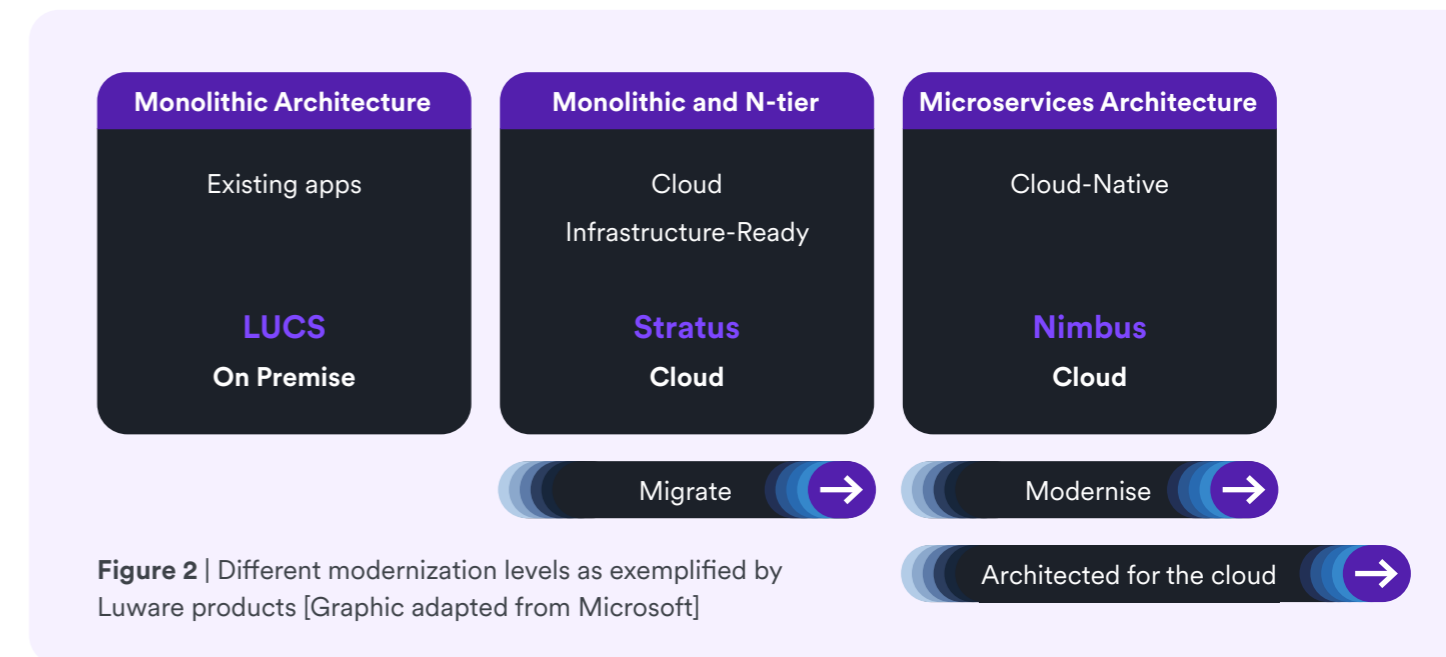 Monolithic Architecture
Existing apps
LUCS
On Premise
Monolithic and N-tier
Cloud
Infrastructure-Ready
Stratus
Cloud
Microservices Architecture
Cloud-Native
Nimbus
Cloud
Migrate
Modernise
Architected for the cloud
Figure 2 | Different modernization levels as exemplified by
Luware products [Graphic adapted from Microsoft]